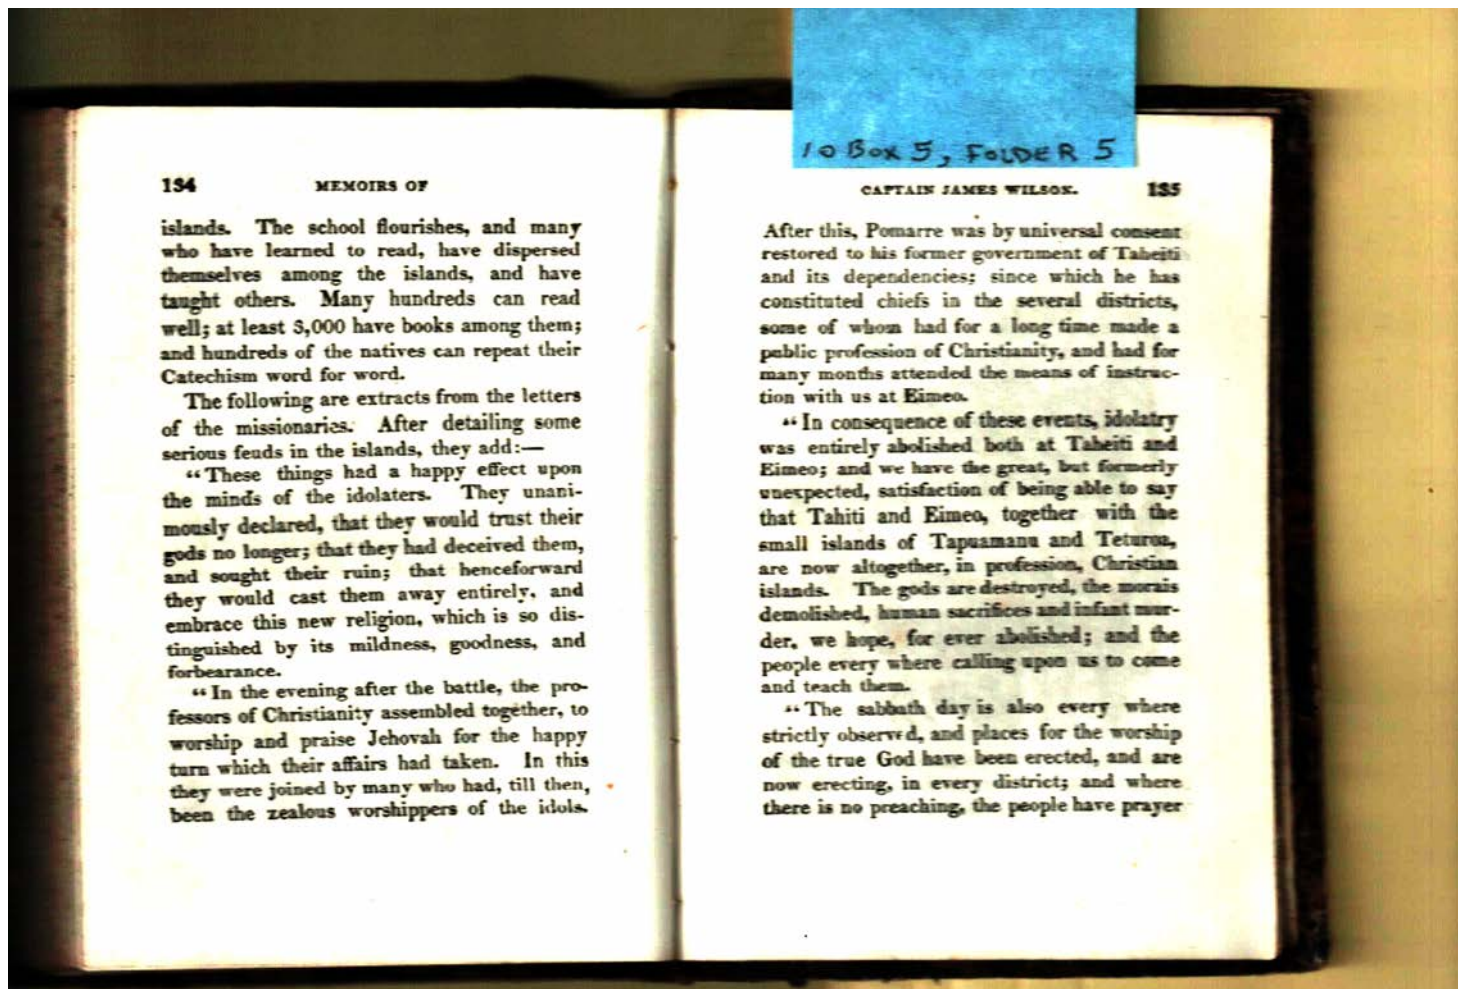 10 Box 5, FOLDER 5
134 MEMOIRS OF
islands. The school flourishes, and many
who have learned to read, have dispersed
themselves among the islands, and have
taught others. Many hundreds can read
well; at least 3,000 have books among them;
and hundreds of the natives can repeat their
Catechism word for word.
The following are extracts from the letters
of the missionaries. After detailing some
serious feuds in the islands, they add:—
“These things had a happy effect upon
the minds of the idolaters. They unani-
mously declared, that they would trust their
gods no longer; that they had deceived them,
and sought their ruin; that henceforward
they would cast them away entirely, and
embrace this new religion, which is so dis-
tinguished by its mildness, goodness, and
forbearance.
“In the evening after the battle, the pro-
fessors of Christianity assembled together, to
worship and praise Jehovah for the happy
turn which their affairs had taken. In this
they were joined by many who had, till then,
been the zealous worshippers of the idols.
CAPTAIN JAMES WILSON. 135
After this, Pomarre was by universal consent
restored to his former government of Taheiti
and its dependencies; since which he has
constituted chiefs in the several districts,
some of whom had for a long time made a
public profession of Christianity, and had for
many months attended the means of instruc-
tion with us at Eimeo.
“In consequence of these events, idolatry
was entirely abolished both at Taheiti and
Eimeo; and we have the great, but formerly
unexpected, satisfaction of being able to say
that Tahiti and Eimeo, together with the
small islands of Tapuamanu and Teturoa,
are now altogether, in profession, Christian
islands. The gods are destroyed, the morais
demolished, human sacrifices and infant mur-
der, we hope, for ever abolished; and the
people every where calling upon us to come
and teach them.
“The sabbath day is also every where
strictly observed, and places for the worship
of the true God have been erected, and are
now erecting, in every district; and where
there is no preaching, the people have prayer